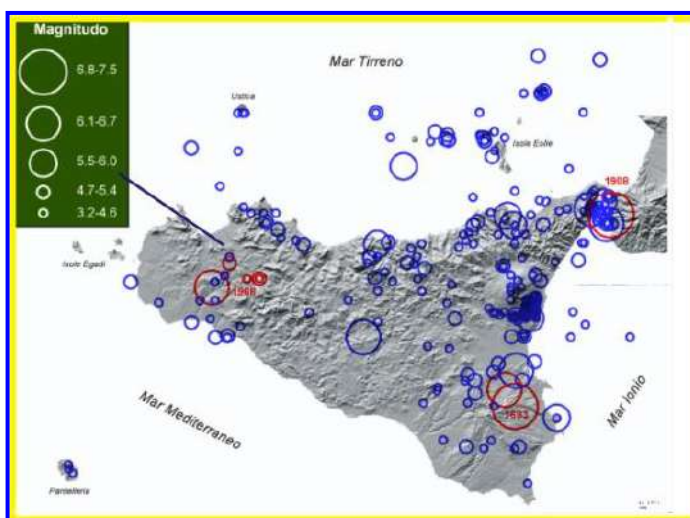 Magnitudo
6.8-7.5
6.1-6.7
5.5-6.0
4.7-5.4
3.2-4.6
Mar Tirreno
Ustica
Isole Eolie
1908
Isole Egadi
1968
Mar Mediterraneo
1693
Mar Ionio
Pantelleria